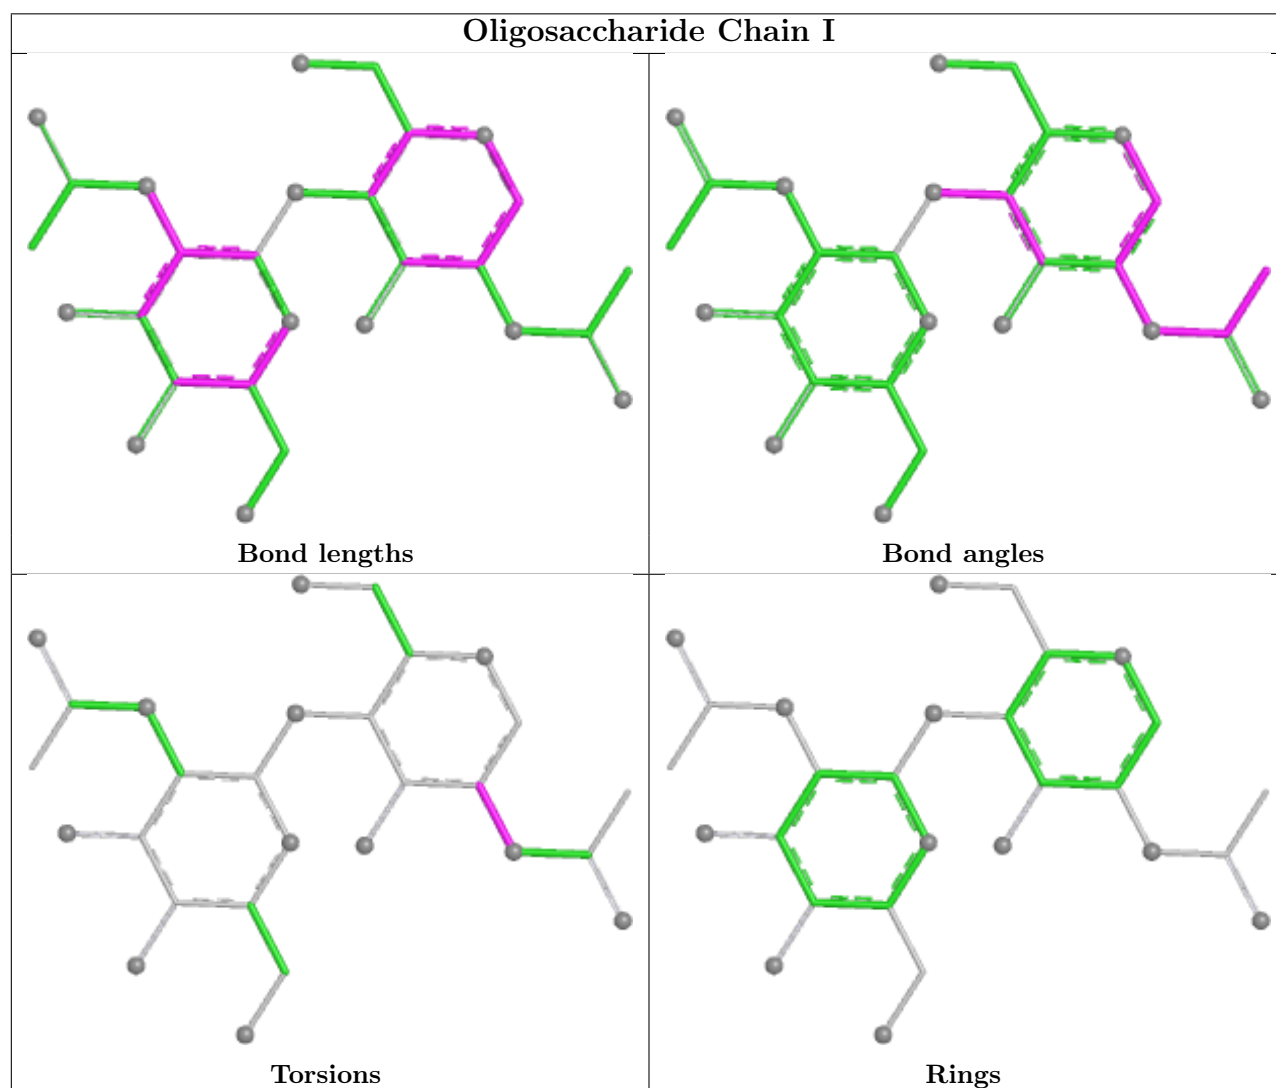 Oligosaccharide Chain I
Bond lengths
Bond angles
Torsions
Rings